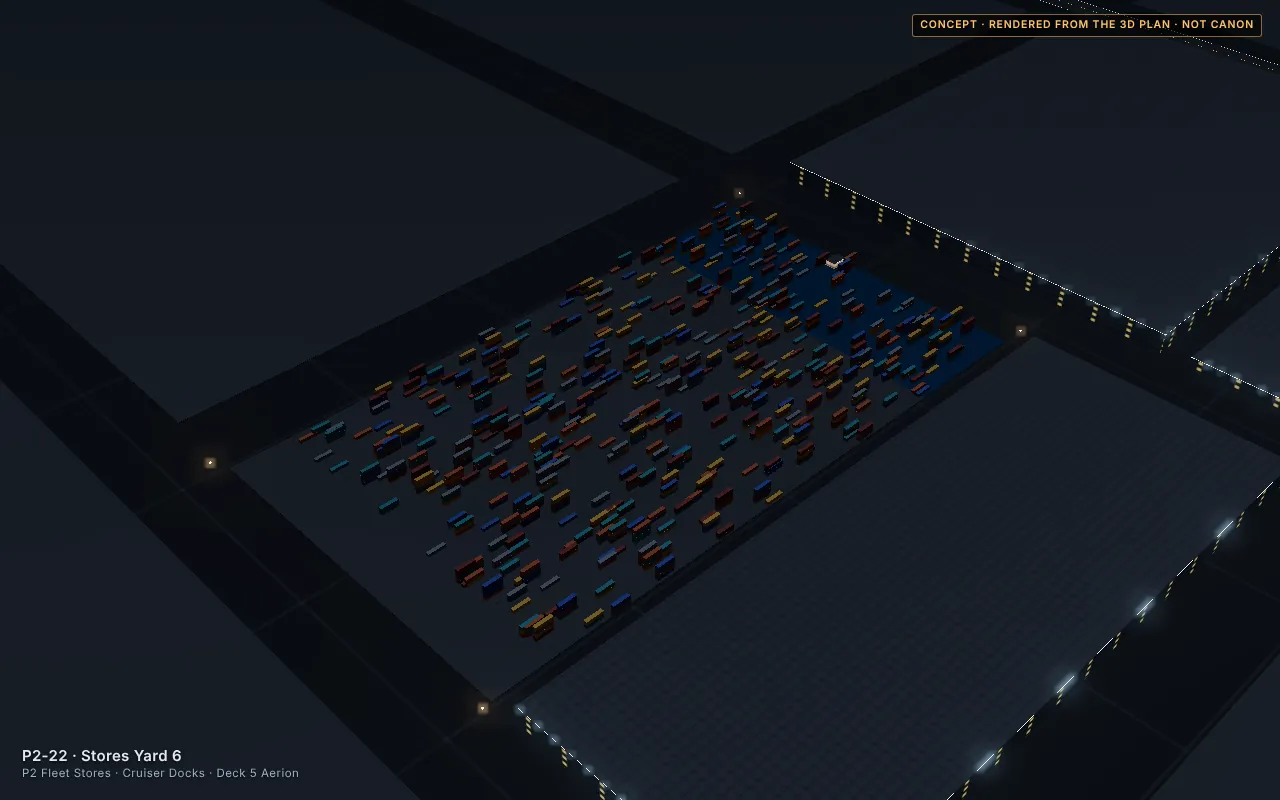 CONCEPT · RENDERED FROM THE 3D PLAN · NOT CANON
P2-22 · Stores Yard 6
P2 Fleet Stores · Cruiser Docks · Deck 5 Aerion